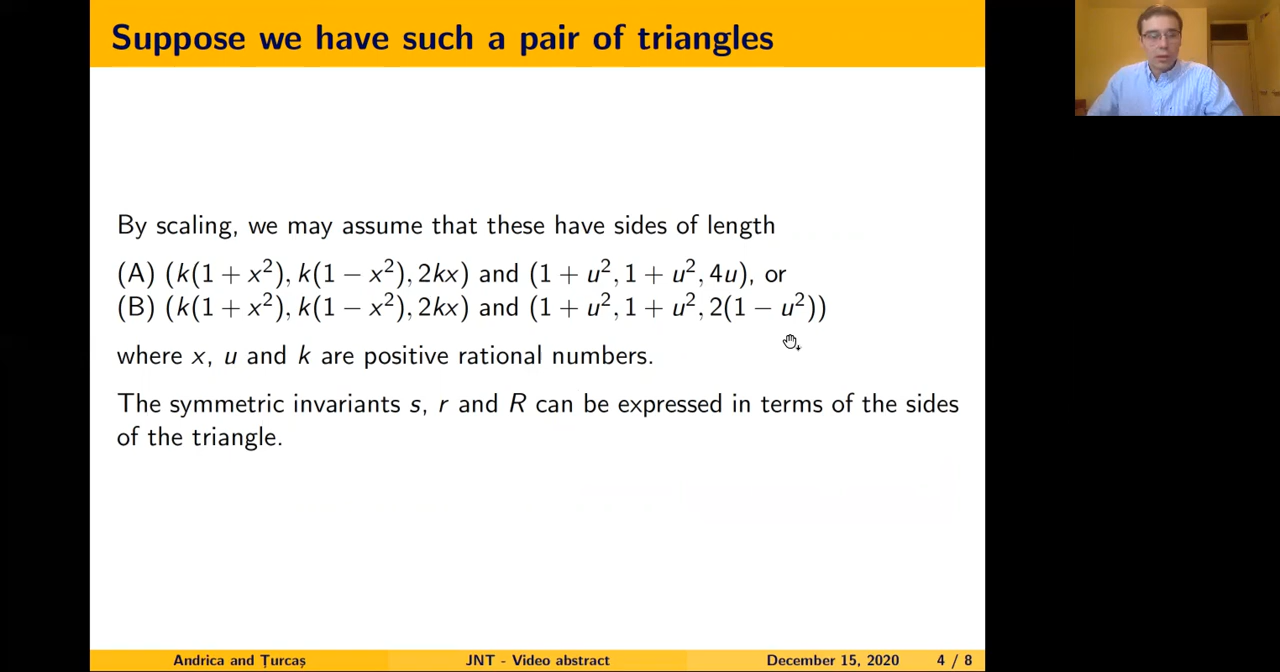 Suppose we have such a pair of triangles
By scaling, we may assume that these have sides of length
(A) (k(1 + x²), k(1 − x²), 2kx) and (1 + u², 1 + u², 4u), or
(B) (k(1 + x²), k(1 − x²), 2kx) and (1 + u², 1 + u², 2(1 − u²))
where x, u and k are positive rational numbers.
The symmetric invariants s, r and R can be expressed in terms of the sides
of the triangle.
Andrica and Țurcaș JNT - Video abstract December 15, 2020 4 / 8